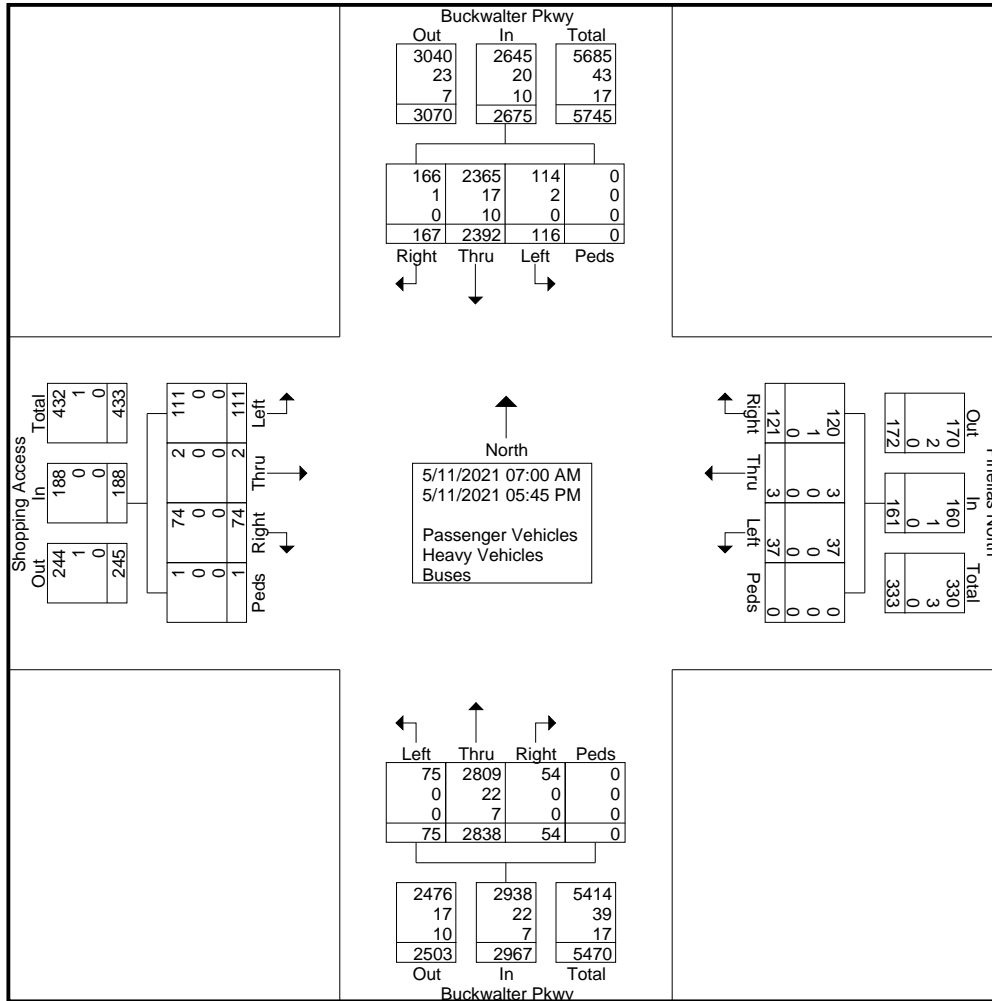 Buckwalter Pkwy
Out In Total
3040 2645 5685
23 20 43
7 10 17
3070 2675 5745
166 2365 114 0
1 17 2 0
0 10 0 0
167 2392 116 0
Right Thru Left Peds
Shopping Access
Total In Out
432 188 244
1 0 1
0 0 0
433 188 245
111 2 74 1
0 0 0 0
0 0 0 0
111 2 74 1
Left Thru Right Peds
North
5/11/2021 07:00 AM
5/11/2021 05:45 PM
Passenger Vehicles
Heavy Vehicles
Buses
Right Thru Left Peds
121 3 37 0
0 0 0 0
1 0 0 0
120 3 37 0
172 161 333
0 0 0
2 1 3
170 160 330
Out In Total
Pinellas North
Left Thru Right Peds
75 2809 54 0
0 22 0 0
0 7 0 0
75 2838 54 0
2476 2938 5414
17 22 39
10 7 17
2503 2967 5470
Out In Total
Buckwalter Pkwy